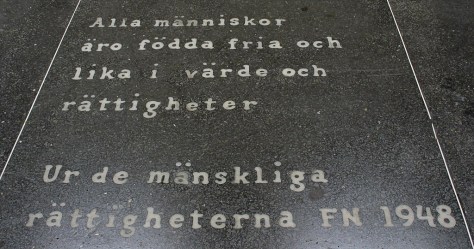 Alla människor
äro födda fria och
lika i värde och
rättigheter
Ur de mänskliga
rättigheterna FN 1948